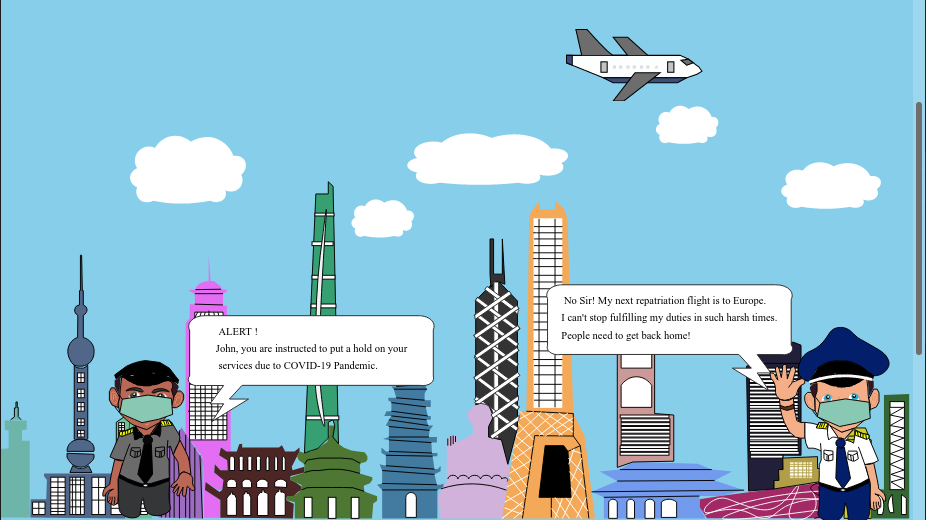 ALERT !
John, you are instructed to put a hold on your
services due to COVID-19 Pandemic.
No Sir! My next repatriation flight is to Europe.
I can't stop fulfilling my duties in such harsh times.
People need to get back home!